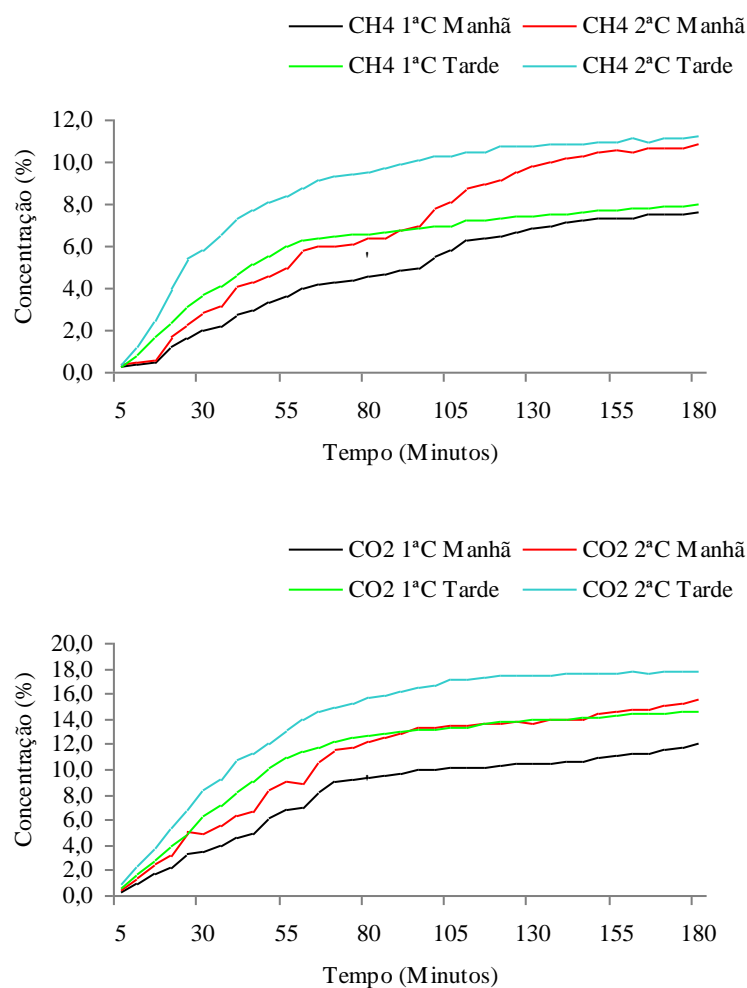 CH4 1ªC Manhã CH4 2ªC Manhã
CH4 1ªC Tarde CH4 2ªC Tarde
12,0
10,0
8,0
6,0
4,0
2,0
0,0
Concentração (%)
5 30 55 80 105 130 155 180
Tempo (Minutos)
CO2 1ªC Manhã CO2 2ªC Manhã
CO2 1ªC Tarde CO2 2ªC Tarde
20,0
18,0
16,0
14,0
12,0
10,0
8,0
6,0
4,0
2,0
0,0
Concentração (%)
5 30 55 80 105 130 155 180
Tempo (Minutos)